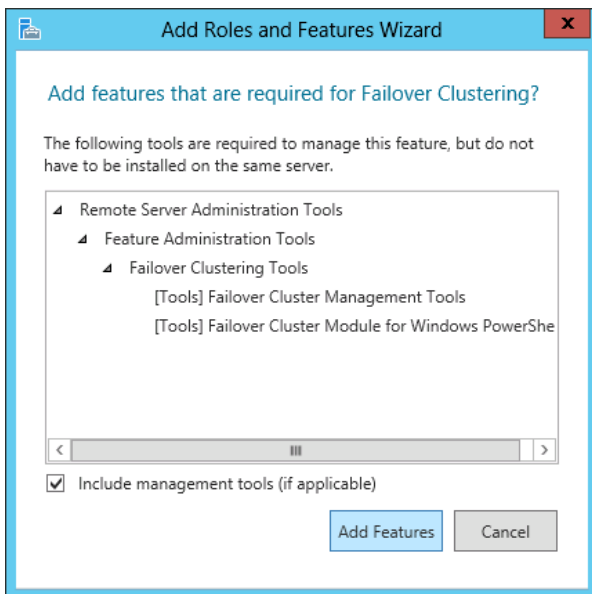 Add Roles and Features Wizard
x
Add features that are required for Failover Clustering?
The following tools are required to manage this feature, but do not
have to be installed on the same server.
Remote Server Administration Tools
Feature Administration Tools
Failover Clustering Tools
[Tools] Failover Cluster Management Tools
[Tools] Failover Cluster Module for Windows PowerShe
Include management tools (if applicable)
Add Features
Cancel